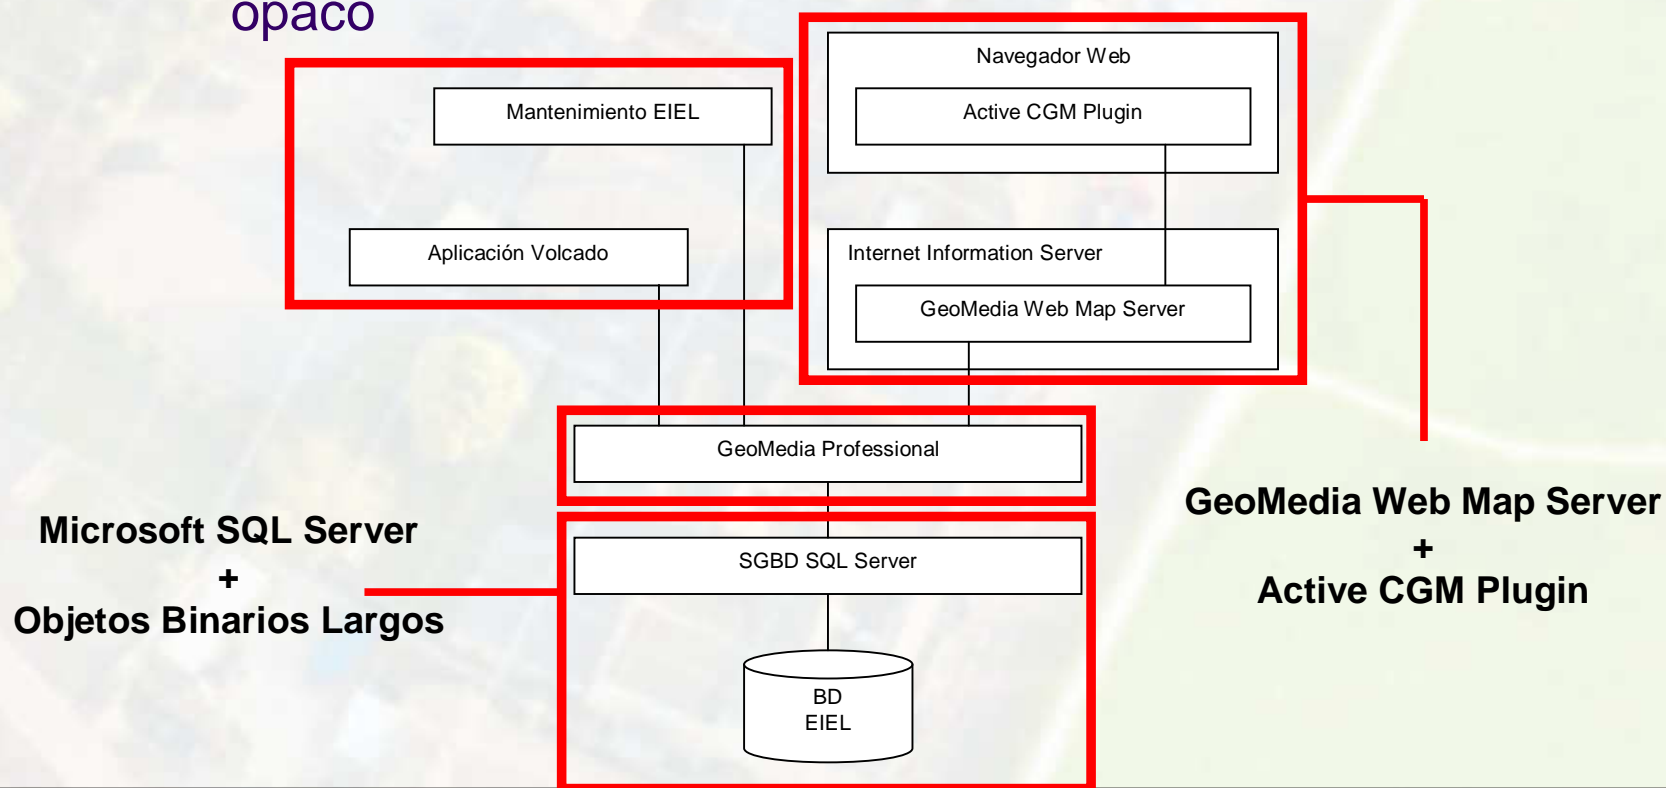 opaco
Navegador Web
Mantenimiento EIEL
Active CGM Plugin
Aplicación Volcado
Internet Information Server
GeoMedia Web Map Server
GeoMedia Professional
Microsoft SQL Server
+
Objetos Binarios Largos
SGBD SQL Server
BD
EIEL
GeoMedia Web Map Server
+
Active CGM Plugin